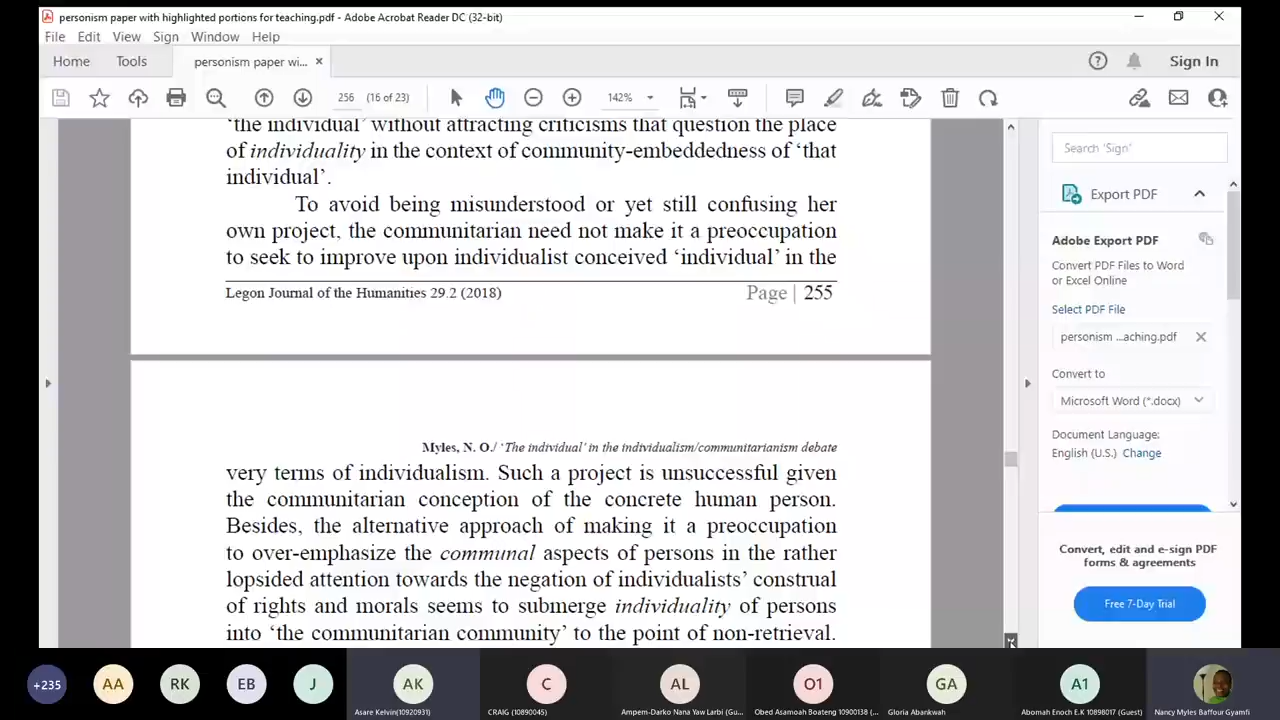 personism paper with highlighted portions for teaching.pdf - Adobe Acrobat Reader DC (32-bit)
File Edit View Sign Window Help
Home Tools personism paper wi... × Sign In
256 (16 of 23) 142%
'the individual' without attracting criticisms that question the place
of individuality in the context of community-embeddedness of 'that
individual'.
To avoid being misunderstood or yet still confusing her
own project, the communitarian need not make it a preoccupation
to seek to improve upon individualist conceived 'individual' in the
Legon Journal of the Humanities 29.2 (2018) Page | 255
Myles, N. O./ 'The individual' in the individualism/communitarianism debate
very terms of individualism. Such a project is unsuccessful given
the communitarian conception of the concrete human person.
Besides, the alternative approach of making it a preoccupation
to over-emphasize the communal aspects of persons in the rather
lopsided attention towards the negation of individualists' construal
of rights and morals seems to submerge individuality of persons
into 'the communitarian community' to the point of non-retrieval.
Search 'Sign'
Export PDF
Adobe Export PDF
Convert PDF Files to Word
or Excel Online
Select PDF File
personism ...aching.pdf
Convert to
Microsoft Word (*.docx)
Document Language:
English (U.S.) Change
Convert, edit and e-sign PDF
forms & agreements
Free 7-Day Trial
+235 AA RK EB J AK C AL O1 GA A1
Asare Kelvin(10920931) CRAIG (10890045) Ampem-Darko Nana Yaw Larbi (Gu... Obed Asamoah Boateng 10900138 (... Gloria Abankwah Abomah Enoch E.K 10898017 (Guest) Nancy Myles Barfour Gyamfi